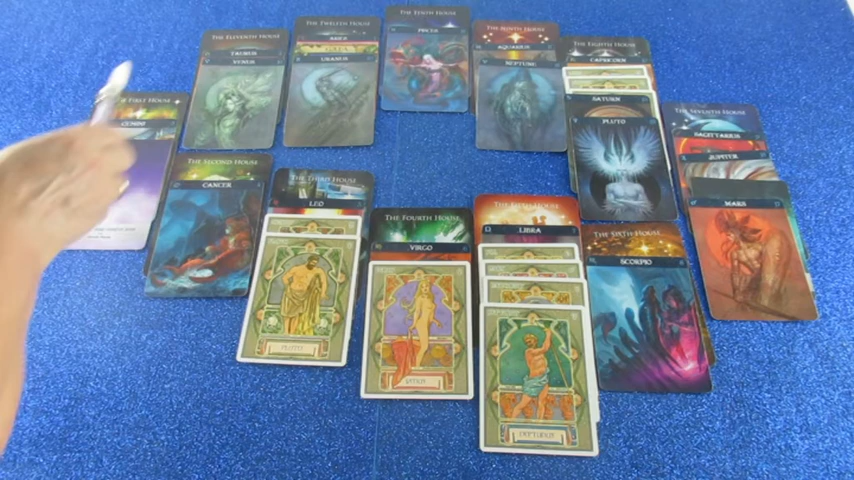 THE ELEVENTH HOUSE
TAURUS
VENUS
THE TWELFTH HOUSE
ARIES
URANUS
THE TENTH HOUSE
PISCES
THE NINTH HOUSE
AQUARIUS
NEPTUNE
THE EIGHTH HOUSE
CAPRICORN
SATURN
PLUTO
THE SEVENTH HOUSE
SAGITTARIUS
JUPITER
MARS
THE FIRST HOUSE
GEMINI
THE SECOND HOUSE
CANCER
THE THIRD HOUSE
LEO
PLUTO
THE FOURTH HOUSE
VIRGO
THE FIFTH HOUSE
LIBRA
NEPTUNUS
THE SIXTH HOUSE
SCORPIO